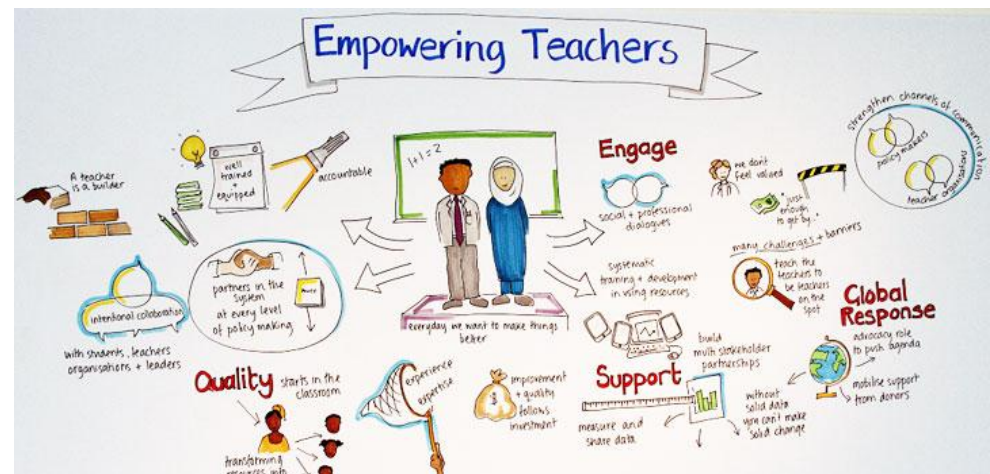 Empowering Teachers
A teacher
is a builder
well
trained
+
equipped
accountable
1+1=2
Engage
social + professional
dialogues
we don't
feel valued
"just
enough
to get by.."
strengthen channels of communication
policy makers
teacher organisation
many challenges + barriers
teach the
teachers to
be teachers
on the
spot
intentional collaboration
with students, teachers
organisations + leaders
partners in the
system
at every level
of policy making
everyday we want to make things
better
systematic
training + development
in using resources
build
multi stakeholder
partnerships
Global
Response
advocacy role
to push agenda
mobilise support
from donors
Quality
starts in the
classroom
transforming
resources into
experience
expertise
$
improvement
+ quality
follows
investment
Support
measure and
share data
without
solid data
you can't make
solid change